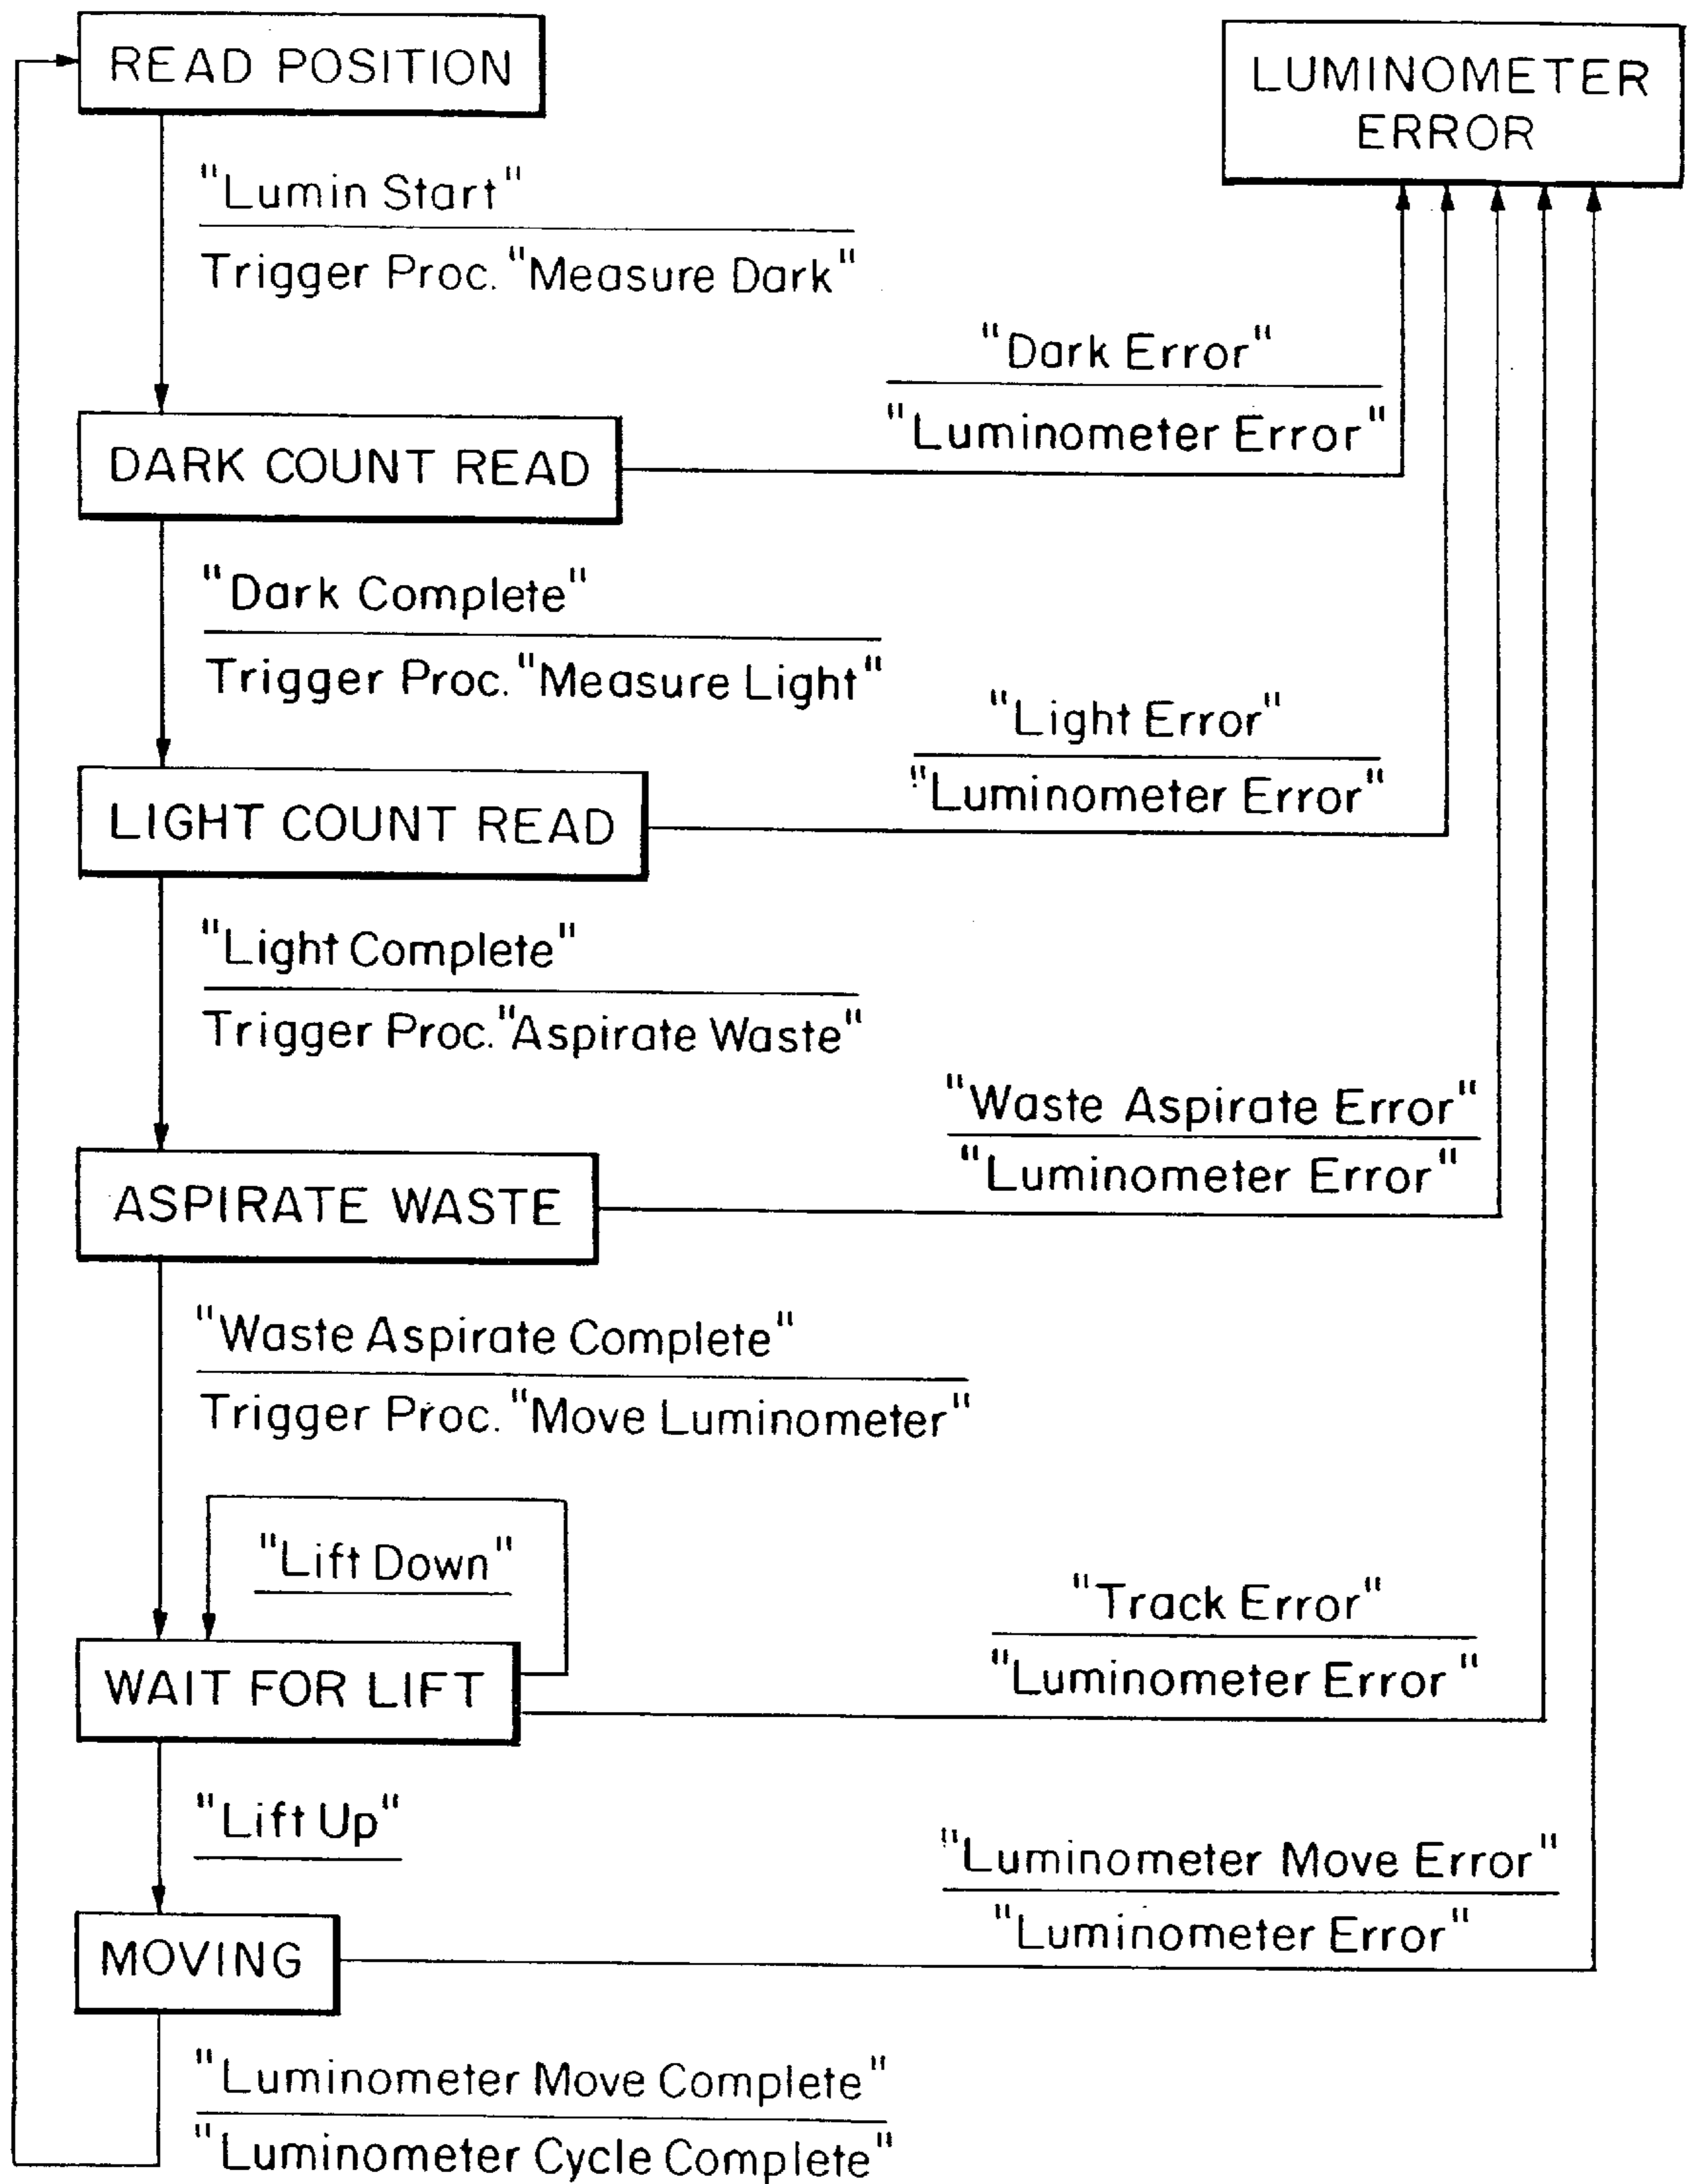 READ POSITION
LUMINOMETER
ERROR
"Lumin Start"
Trigger Proc. "Measure Dark"
"Dark Error"
"Luminometer Error"
DARK COUNT READ
"Dark Complete"
Trigger Proc. "Measure Light"
"Light Error"
"Luminometer Error"
LIGHT COUNT READ
"Light Complete"
Trigger Proc. "Aspirate Waste"
"Waste Aspirate Error"
"Luminometer Error"
ASPIRATE WASTE
"Waste Aspirate Complete"
Trigger Proc. "Move Luminometer"
"Lift Down"
"Track Error"
"Luminometer Error"
WAIT FOR LIFT
"Lift Up"
"Luminometer Move Error"
"Luminometer Error"
MOVING
"Luminometer Move Complete"
"Luminometer Cycle Complete"